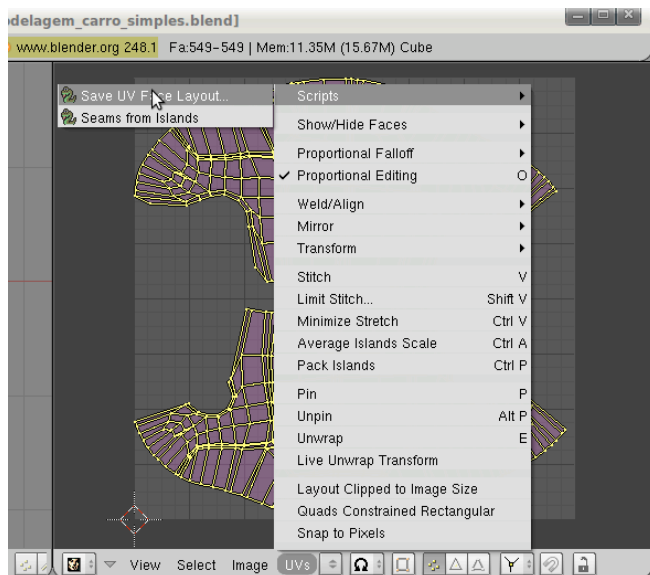 odelagem_carro_simples.blend]
www.blender.org 248.1 Fa:549-549 | Mem:11.35M (15.67M) Cube
Save UV Face Layout...
Seams from Islands
Scripts
Show/Hide Faces
Proportional Falloff
Proportional Editing O
Weld/Align
Mirror
Transform
Stitch V
Limit Stitch... Shift V
Minimize Stretch Ctrl V
Average Islands Scale Ctrl A
Pack Islands Ctrl P
Pin P
Unpin Alt P
Unwrap E
Live Unwrap Transform
Layout Clipped to Image Size
Quads Constrained Rectangular
Snap to Pixels
View Select Image UVs